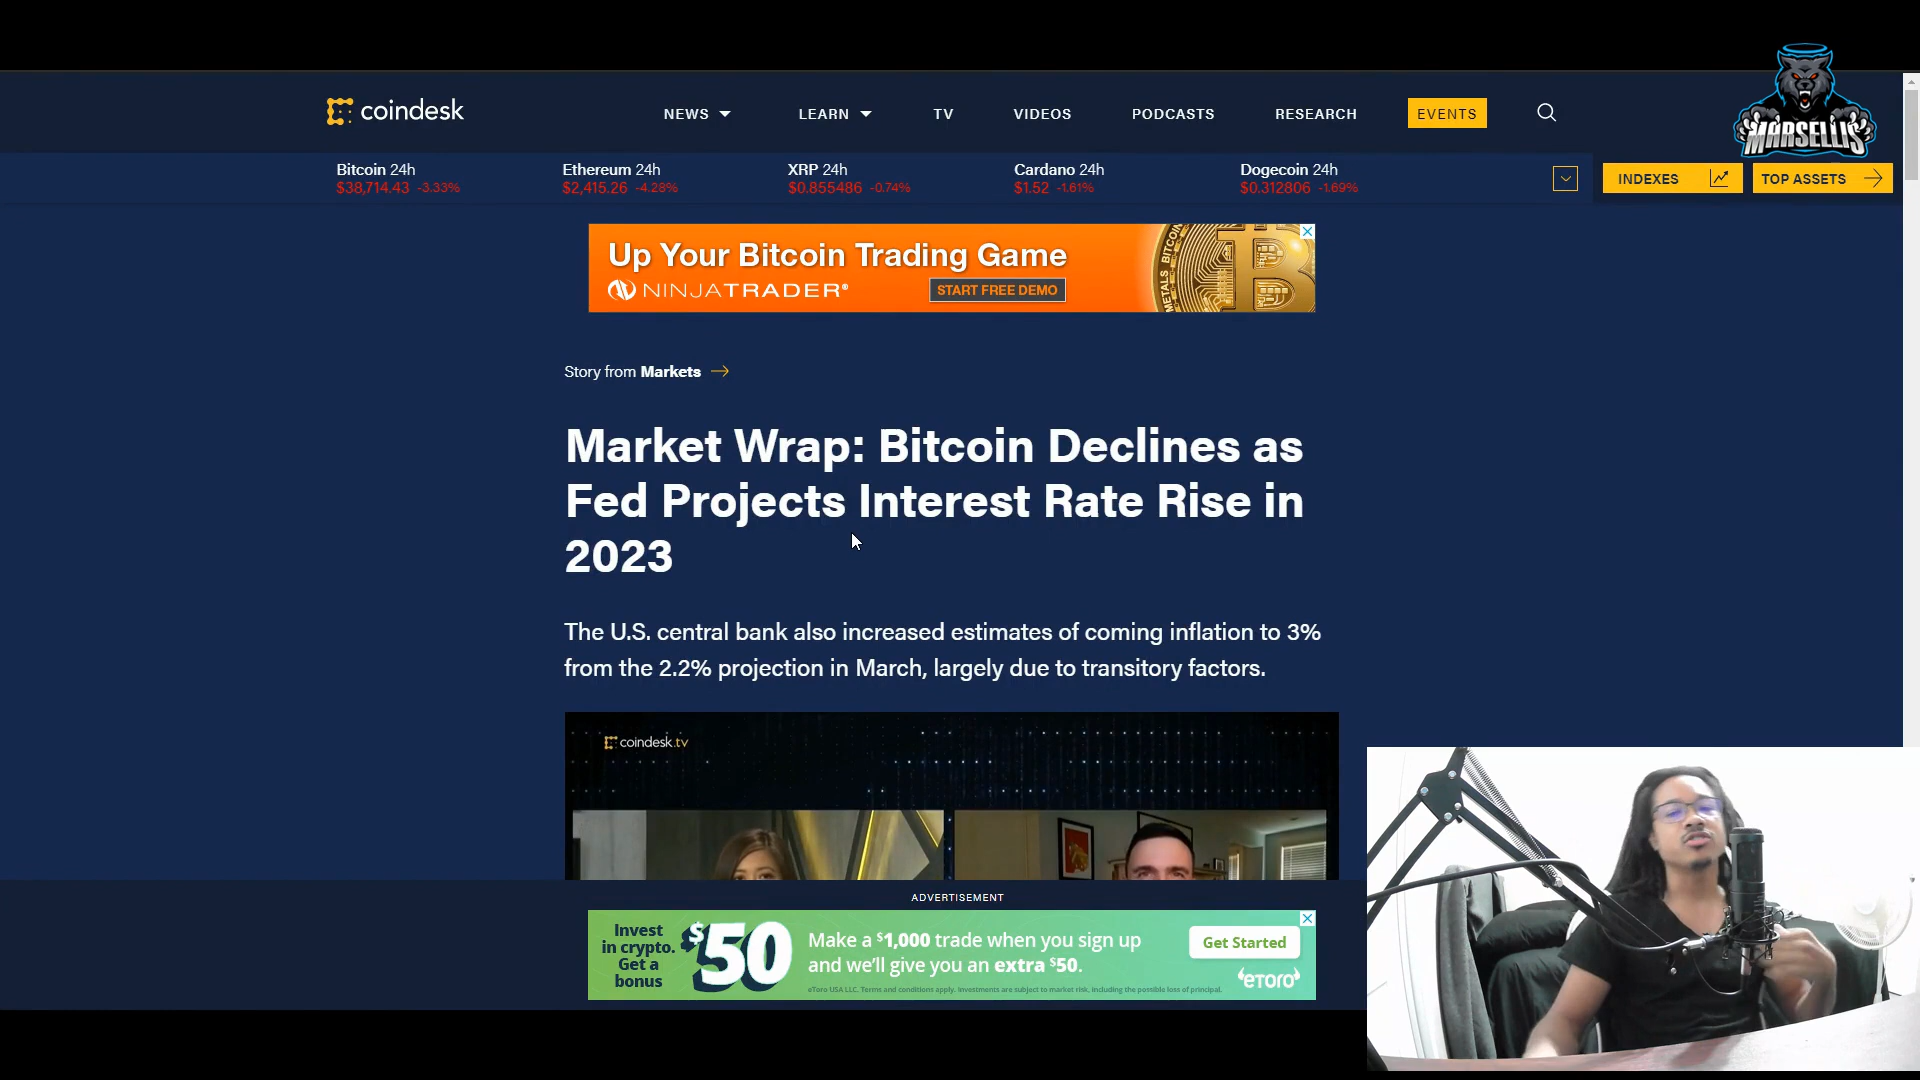 coindesk
NEWS
LEARN
TV
VIDEOS
PODCASTS
RESEARCH
EVENTS
MARSELLIS
Bitcoin 24h
$38,714.43 -3.33%
Ethereum 24h
$2,415.26 -4.28%
XRP 24h
$0.855486 -0.74%
Cardano 24h
$1.52 -1.61%
Dogecoin 24h
$0.312806 -1.69%
INDEXES
TOP ASSETS
Up Your Bitcoin Trading Game
NINJATRADER®
START FREE DEMO
METALS BITCOIN
Story from Markets
Market Wrap: Bitcoin Declines as
Fed Projects Interest Rate Rise in
2023
The U.S. central bank also increased estimates of coming inflation to 3%
from the 2.2% projection in March, largely due to transitory factors.
coindesk.tv
ADVERTISEMENT
Invest
in crypto.
Get a
bonus
$50
Make a $1,000 trade when you sign up
and we'll give you an extra $50.
eToro USA LLC. Terms and conditions apply. Investments are subject to market risk, including the possible loss of principal.
Get Started
eTORO